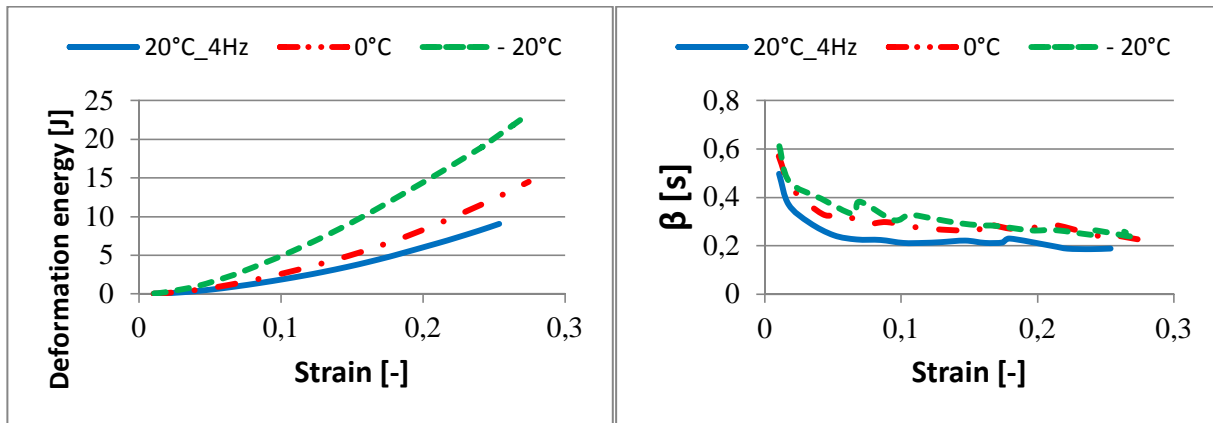 20°C_4Hz 0°C - 20°C
Deformation energy [J]
25
20
15
10
5
0
0 0,1 0,2 0,3
Strain [-]
20°C_4Hz 0°C - 20°C
β [s]
0,8
0,6
0,4
0,2
0
0 0,1 0,2 0,3
Strain [-]